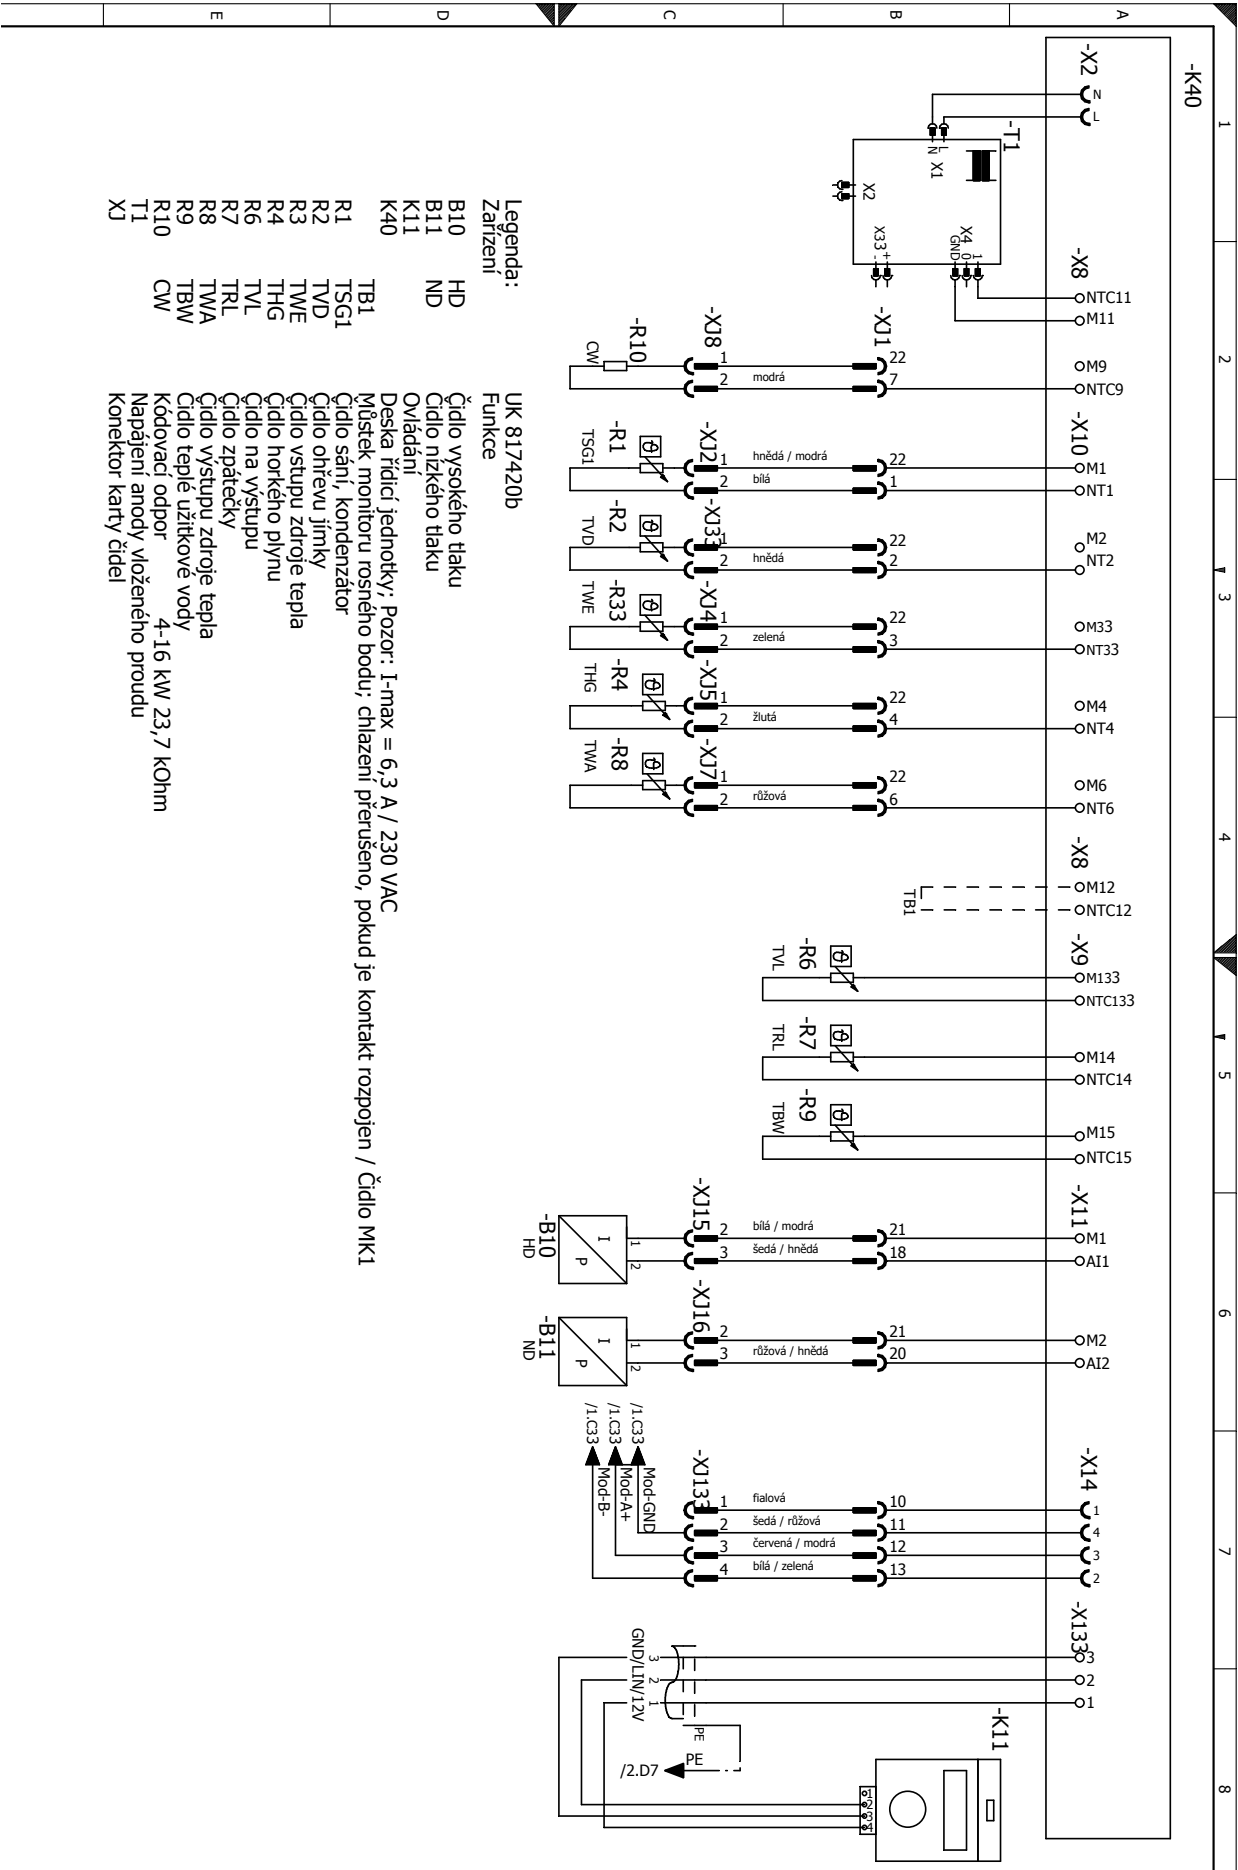 1
2
3
4
5
6
7
8
A
B
C
D
E
-K40
-X2
N
L
-X8
NTC11
M11
M9
NTC9
-X10
M1
NT1
M2
NT2
M33
NT33
M4
NT4
M6
NT6
-X8
M12
NTC12
-X9
M133
NTC133
M14
NTC14
M15
NTC15
-X11
M1
AI1
M2
AI2
-X14
1
4
3
2
-X133
3
2
1
-T1
L
N
X1
X2
X4
1
0
GND
X33
+
-
-XJ1
22
7
22
1
22
2
22
3
22
4
22
6
TB1
21
18
21
20
10
11
12
13
-K11
1
2
3
4
modrá
hnědá / modrá
bílá
hnědá
zelená
žlutá
růžová
bílá / modrá
šedá / hnědá
růžová / hnědá
fialová
šedá / růžová
červená / modrá
bílá / zelená
-XJ8
1
2
-XJ2
1
2
-XJ33
1
2
-XJ4
1
2
-XJ5
1
2
-XJ7
1
2
-R6
TVL
-R7
TRL
-R9
TBW
-XJ15
2
3
-XJ16
2
3
-XJ133
1
2
3
4
-R10
CW
-R1
TSG1
-R2
TVD
-R33
TWE
-R4
THG
-R8
TWA
ϑ
ϑ
ϑ
ϑ
ϑ
ϑ
ϑ
ϑ
-B10
HD
I
P
1
2
-B11
ND
I
P
1
2
/1.C33
Mod-GND
/1.C33
Mod-A+
/1.C33
Mod-B-
GND/LIN/12V
3
2
1
PE
PE
/2.D7
Legenda: UK 817420b
Zařízení Funkce
B10 HD Čidlo vysokého tlaku
B11 ND Čidlo nízkého tlaku
K11 Ovládání
K40 Deska řídicí jednotky; Pozor: I-max = 6,3 A / 230 VAC
TB1 Můstek monitoru rosného bodu; chlazení přerušeno, pokud je kontakt rozpojen / Čidlo MK1
R1 TSG1 Čidlo sání, kondenzátor
R2 TVD Čidlo ohřevu jímky
R3 TWE Čidlo vstupu zdroje tepla
R4 THG Čidlo horkého plynu
R6 TVL Čidlo na výstupu
R7 TRL Čidlo zpátečky
R8 TWA Čidlo výstupu zdroje tepla
R9 TBW Čidlo teplé užitkové vody
R10 CW Kódovací odpor 4-16 kW 23,7 kOhm
T1 Napájení anody vloženého proudu
XJ Konektor karty čidel